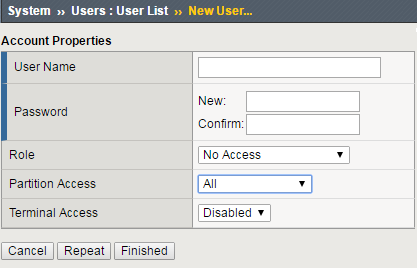 System ›› Users : User List ›› New User...
Account Properties
User Name
Password
New:
Confirm:
Role
No Access
Partition Access
All
Terminal Access
Disabled
Cancel Repeat Finished